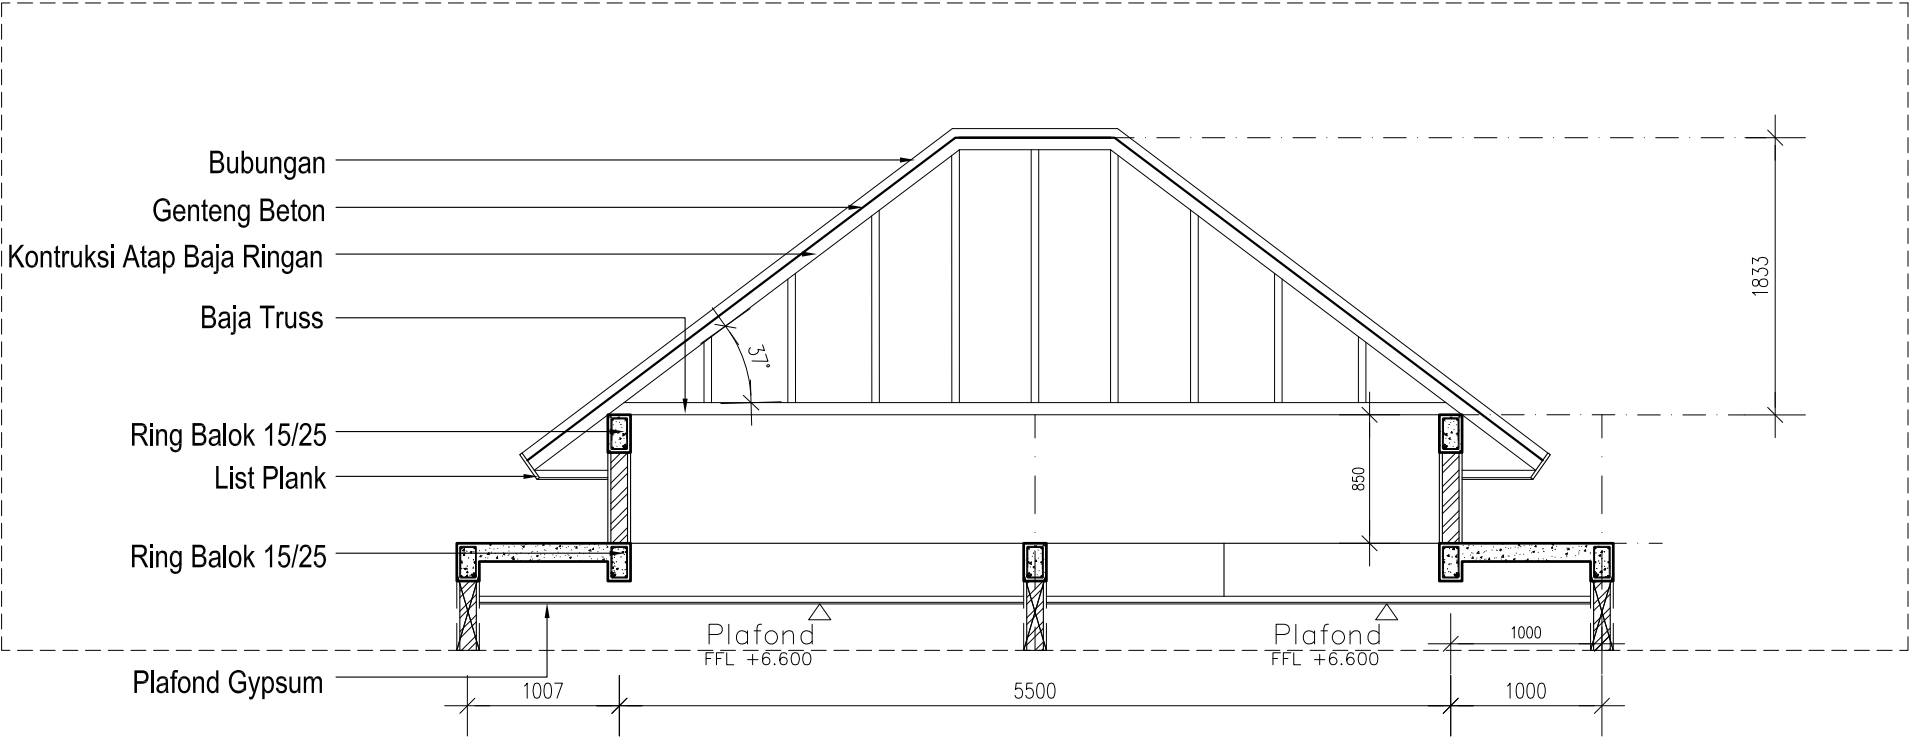 Bubungan
Genteng Beton
Kontruksi Atap Baja Ringan
Baja Truss
37°
1833
Ring Balok 15/25
List Plank
850
Ring Balok 15/25
Plafond
FFL +6.600
Plafond
FFL +6.600
1000
Plafond Gypsum
1007
5500
1000